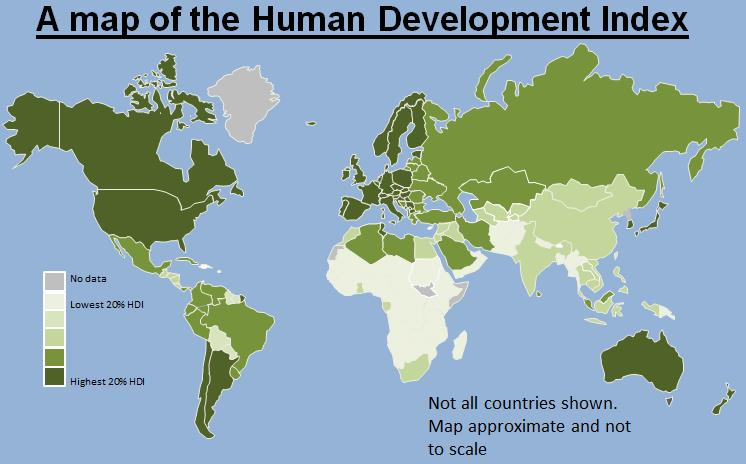 A map of the Human Development Index
No data
Lowest 20% HDI
Highest 20% HDI
Not all countries shown.
Map approximate and not
to scale